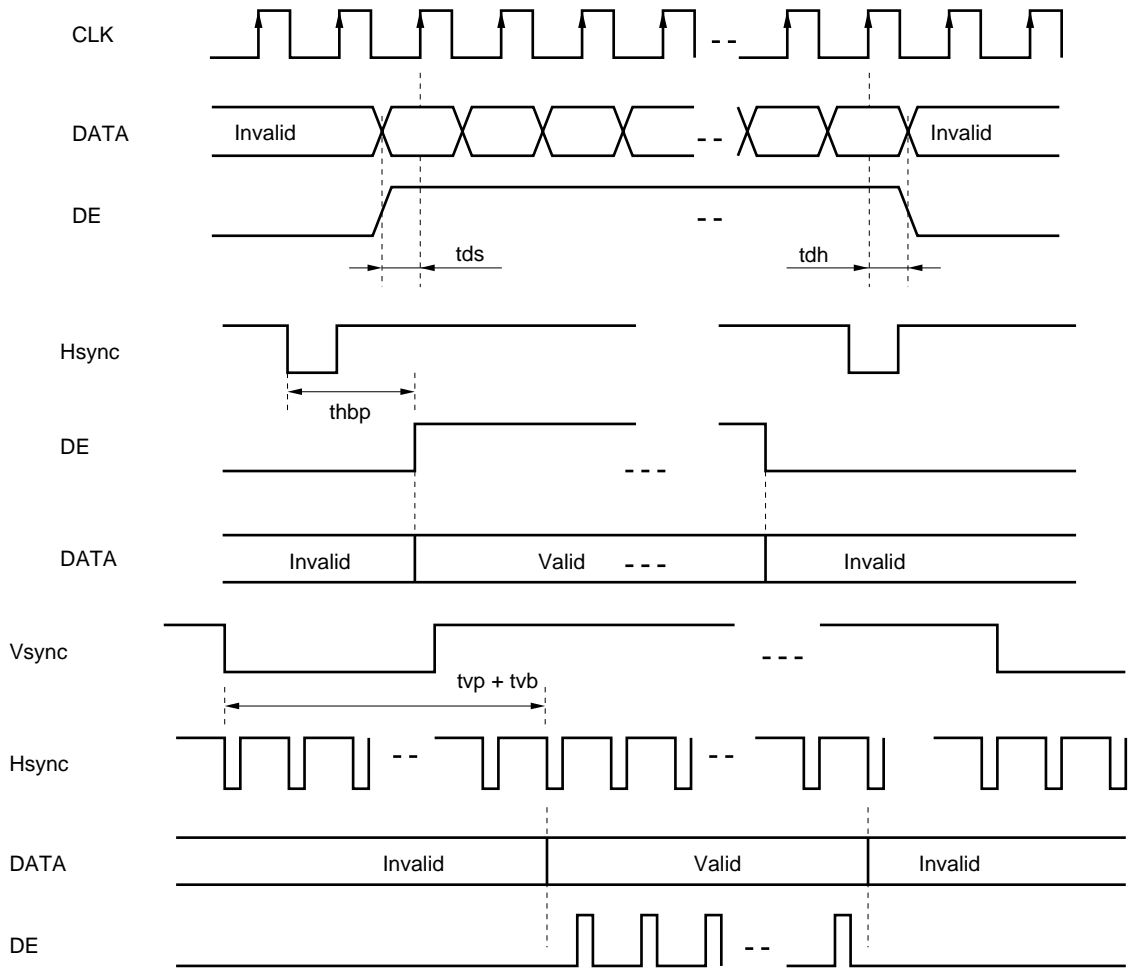 CLK
DATA
Invalid
Invalid
DE
tds
tdh
Hsync
thbp
DE
DATA
Invalid
Valid
Invalid
Vsync
tvp + tvb
Hsync
DATA
Invalid
Valid
Invalid
DE